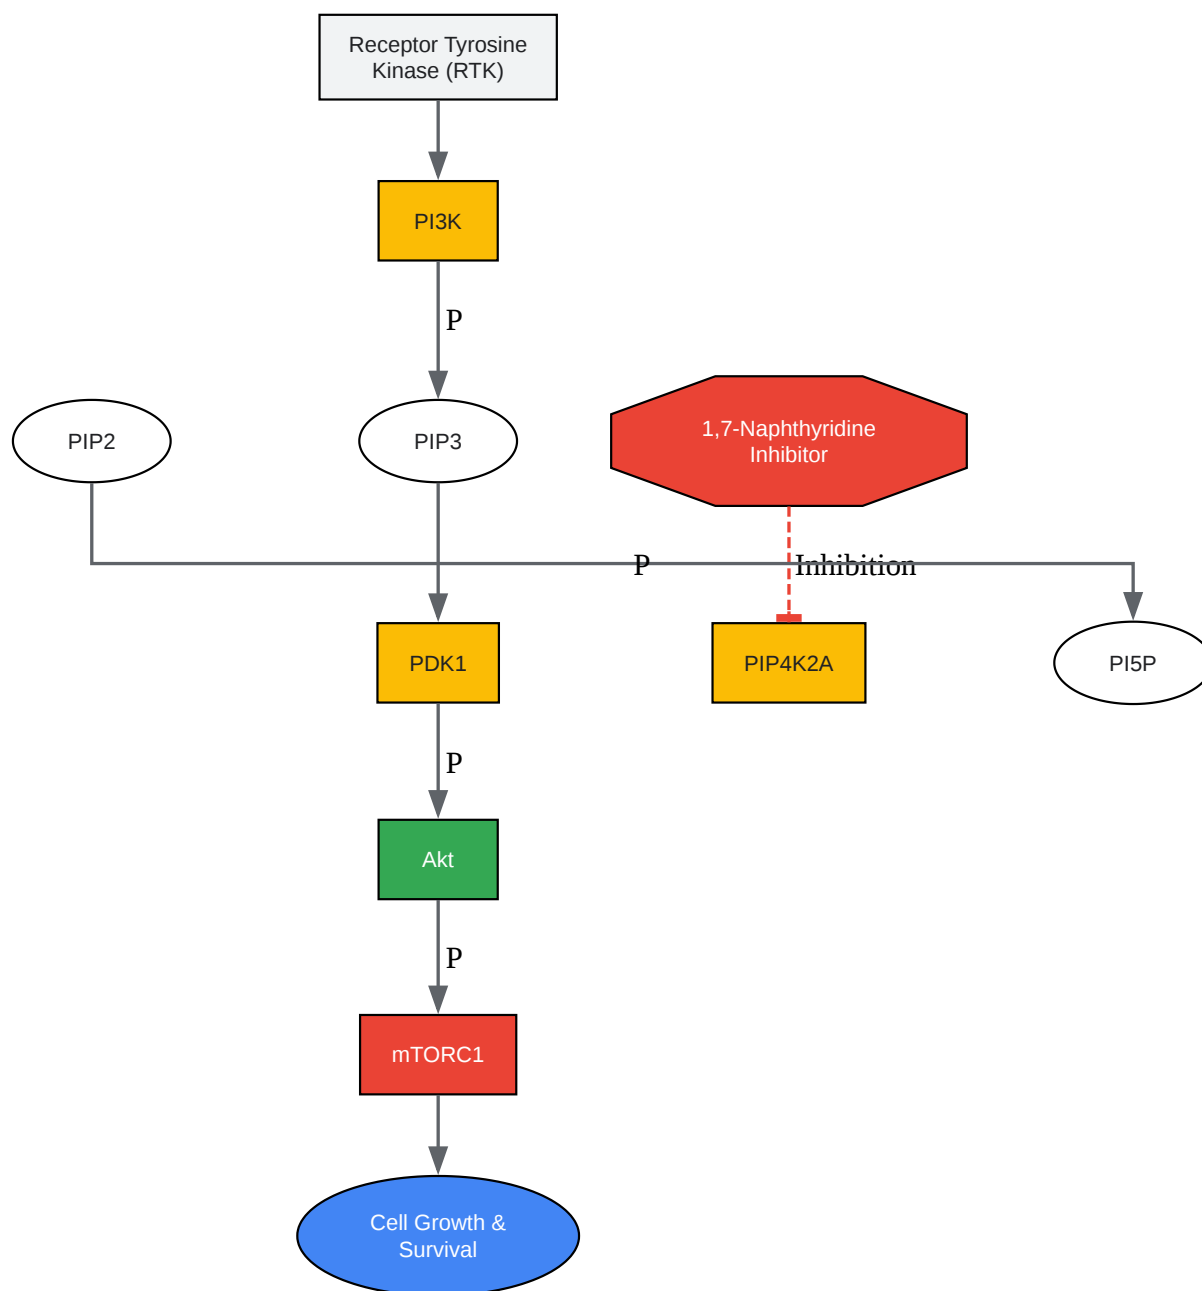 Receptor Tyrosine
Kinase (RTK)
PI3K
P
PIP2
PIP3
1,7-Naphthyridine
Inhibitor
P
Inhibition
PDK1
PIP4K2A
PI5P
P
Akt
P
mTORC1
Cell Growth &
Survival